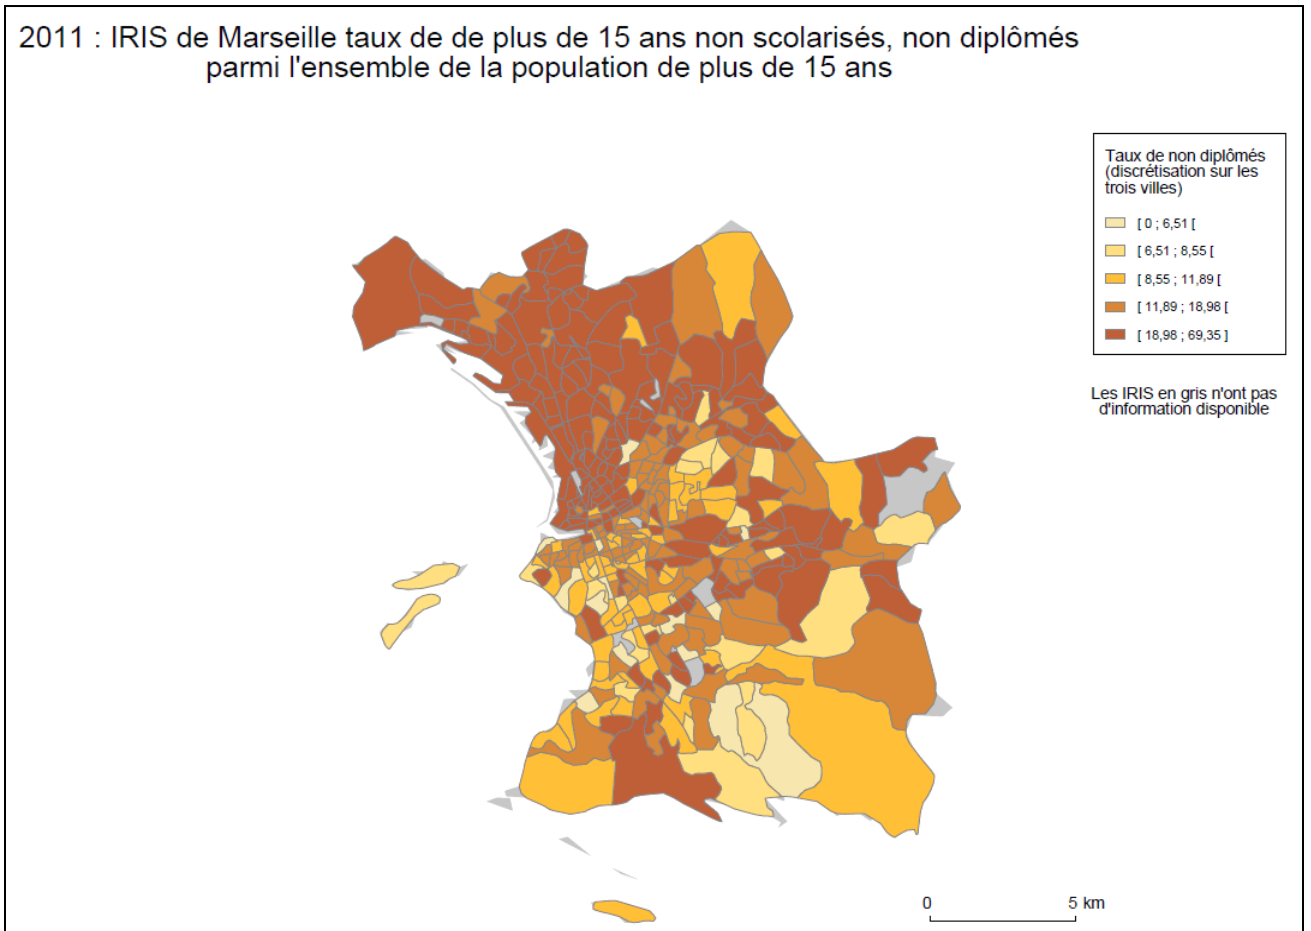 2011 : IRIS de Marseille taux de de plus de 15 ans non scolarisés, non diplômés
parmi l'ensemble de la population de plus de 15 ans
Taux de non diplômés
(discrétisation sur les
trois villes)
[ 0 ; 6,51 [
[ 6,51 ; 8,55 [
[ 8,55 ; 11,89 [
[ 11,89 ; 18,98 [
[ 18,98 ; 69,35 ]
Les IRIS en gris n'ont pas
d'information disponible
0 5 km